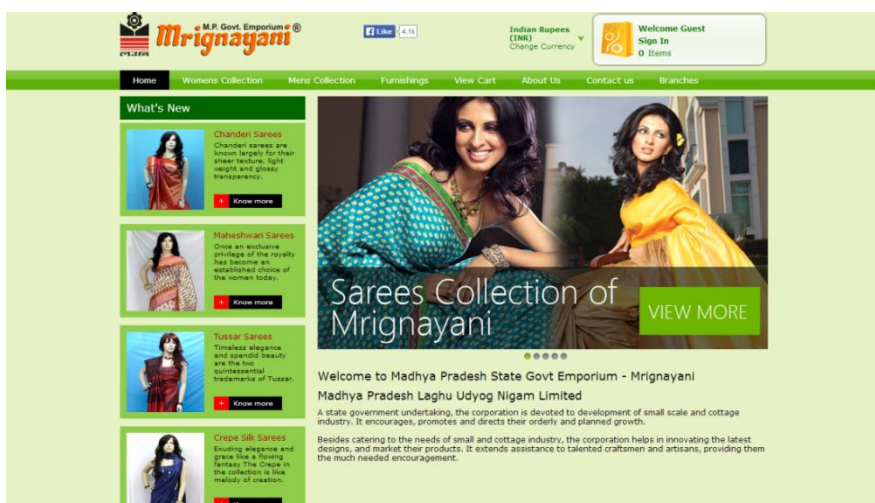 M.P. Govt. Emporium ®
Mrignayani
Like 4.1k
Indian Rupees
(INR)
Change Currency
Welcome Guest
Sign In
0 Items
Home Womens Collection Mens Collection Furnishings View Cart About Us Contact us Branches
What's New
Chanderi Sarees
Chanderi sarees are
known largely for their
sheer texture, light
weight and glossy
transparency.
+ Know more
Maheshwari Sarees
Once an exclusive
privilege of the royalty
has become an
established choice of
the women today.
+ Know more
Tussar Sarees
Timeless elegance
and spendid beauty
are the two
quintessential
trademarks of Tussar.
+ Know more
Crepe Silk Sarees
Exuding elegance and
grace like a flowing
fantasy The Crepe in
the collection is like
melody of creation.
Sarees Collection of
Mrignayani
VIEW MORE
Welcome to Madhya Pradesh State Govt Emporium - Mrignayani
Madhya Pradesh Laghu Udyog Nigam Limited
A state government undertaking, the corporation is devoted to development of small scale and cottage
industry. It encourages, promotes and directs their orderly and planned growth.
Besides catering to the needs of small and cottage industry, the corporation helps in innovating the latest
designs, and market their products. It extends assistance to talented craftsmen and artisans, providing them
the much needed encouragement.